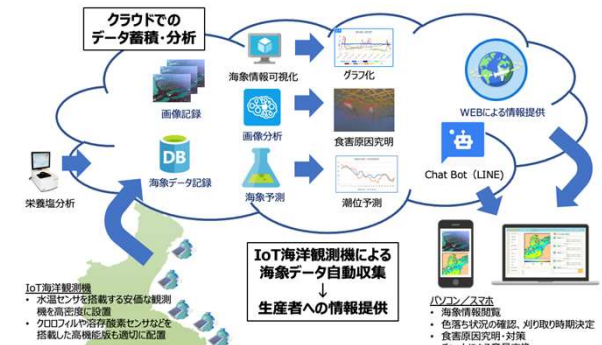 クラウドでの
データ蓄積・分析
画像記録
海象情報可視化
グラフ化
画像分析
食害原因究明
WEBによる情報提供
DB
海象データ記録
海象予測
潮位予測
Chat Bot（LINE）
栄養塩分析
IoT海洋観測機による
海象データ自動収集
↓
生産者への情報提供
IoT海洋観測機
• 水温センサを搭載する安価な観測
機を高密度に設置
• クロロフィルや溶存酸素センサなどを
搭載した高機能版も適切に配置
パソコン／スマホ
• 海象情報閲覧
• 色落ち状況の確認、刈り取り時期決定
• 食害原因究明・対策